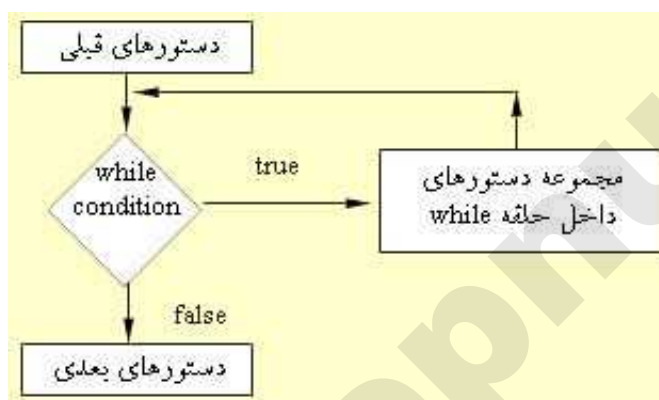 دستورهای قبلی
while
condition
true
مجموعه دستورهای
داخل حلقه while
false
دستورهای بعدی